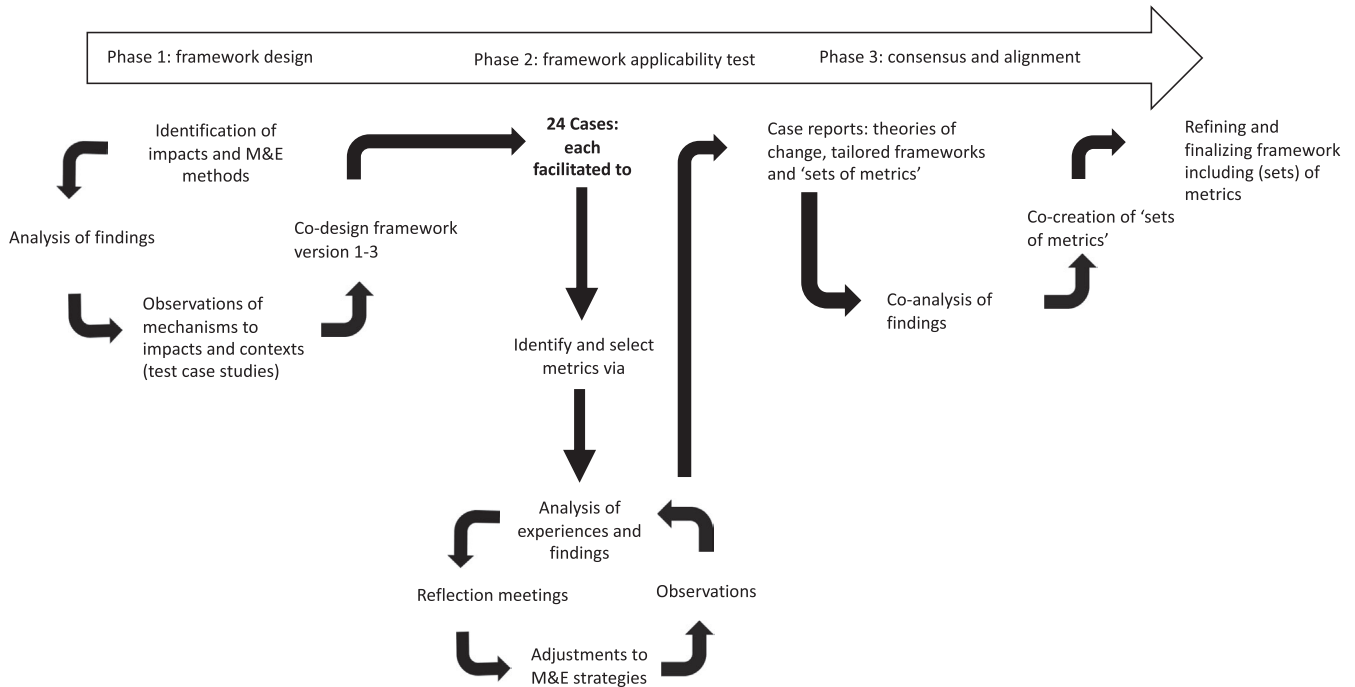 Phase 1: framework design
Phase 2: framework applicability test
Phase 3: consensus and alignment
Identification of
impacts and M&E
methods
Analysis of findings
Observations of
mechanisms to
impacts and contexts
(test case studies)
Co-design framework
version 1-3
24 Cases:
each
facilitated to
Identify and select
metrics via
Analysis of
experiences and
findings
Reflection meetings
Adjustments to
M&E strategies
Observations
Case reports: theories of
change, tailored frameworks
and ‘sets of metrics’
Co-analysis of
findings
Co-creation of ‘sets
of metrics’
Refining and
finalizing framework
including (sets) of
metrics